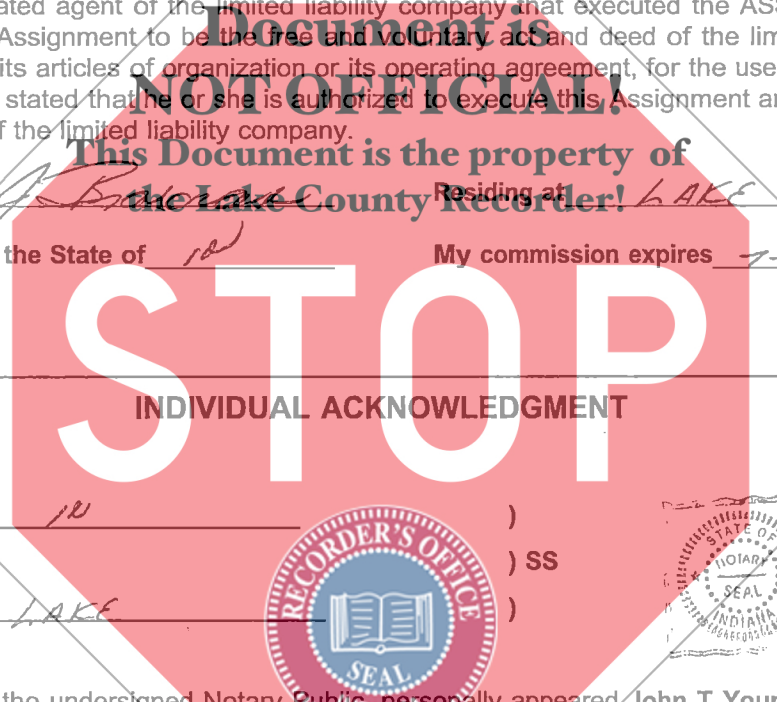 ated agent of the limited liability company that executed the AS
Document is
Assignment to be the free and voluntary act and deed of the lim
its articles of organization or its operating agreement, for the use
NOT OFFICIAL!
stated that he or she is authorized to execute this Assignment an
f the limited liability company.
This Document is the property of
the Lake County Recorder!
Residing at LAKE
the State of Ind
My commission expires 7-
STOP
INDIVIDUAL ACKNOWLEDGMENT
IN )
) SS
LAKE )
RECORDER'S OFFICE
SEAL
STATE OF
NOTARY
SEAL
INDIANA
the undersigned Notary Public, personally appeared John T Your